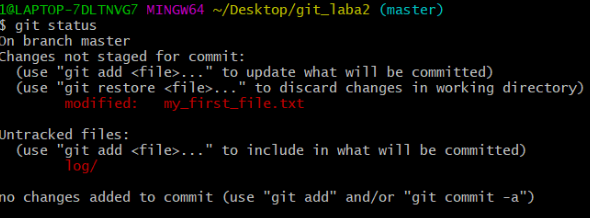 1@LAPTOP-7DLTNVG7 MINGW64 ~/Desktop/git_laba2 (master)
$ git status
On branch master
Changes not staged for commit:
  (use "git add <file>..." to update what will be committed)
  (use "git restore <file>..." to discard changes in working directory)
        modified:   my_first_file.txt

Untracked files:
  (use "git add <file>..." to include in what will be committed)
        log/

no changes added to commit (use "git add" and/or "git commit -a")